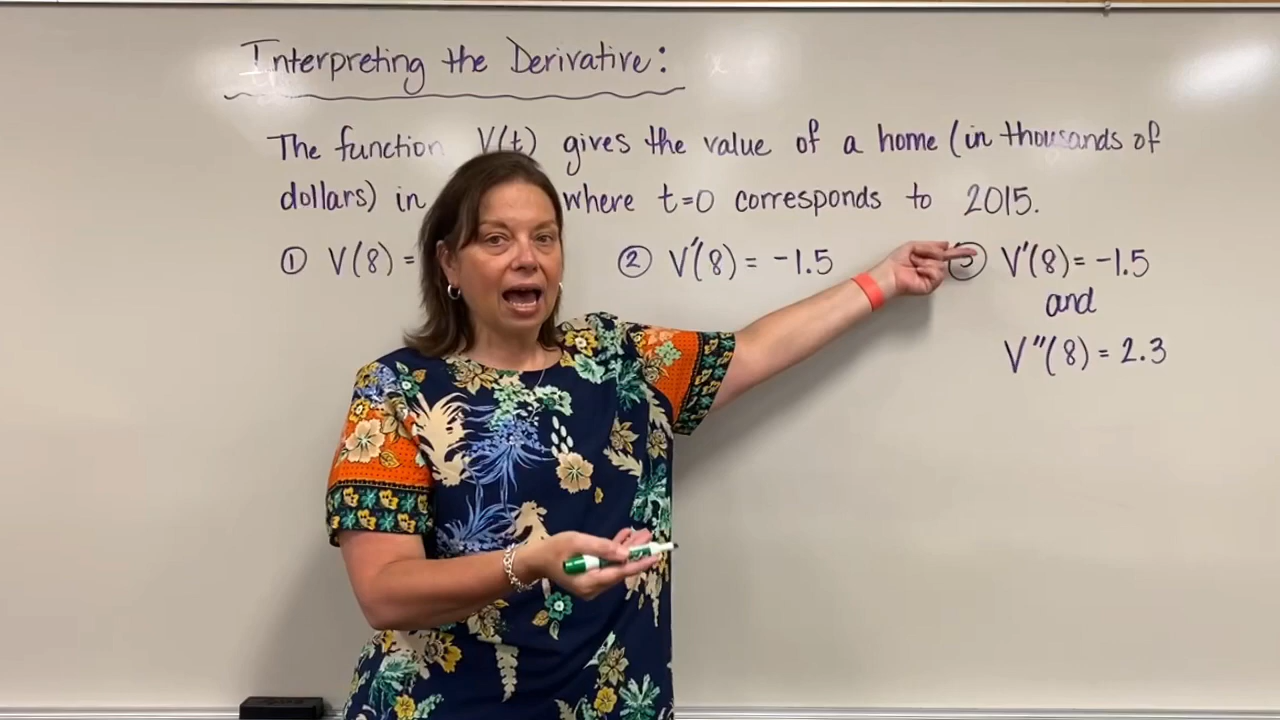 Interpreting the Derivative:
The function V(t) gives the value of a home (in thousands of
dollars) in where t=0 corresponds to 2015.
① V(8) = ② V'(8) = -1.5 ③ V'(8) = -1.5
and
V"(8) = 2.3